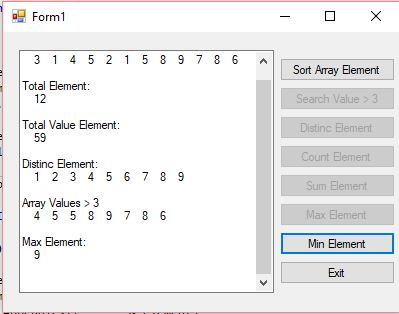 Form1
3 1 4 5 2 1 5 8 9 7 8 6
Total Element:
12
Total Value Element:
59
Distinc Element:
1 2 3 4 5 6 7 8 9
Array Values > 3
4 5 5 8 9 7 8 6
Max Element:
9
Sort Array Element
Search Value > 3
Distinc Element
Count Element
Sum Element
Max Element
Min Element
Exit